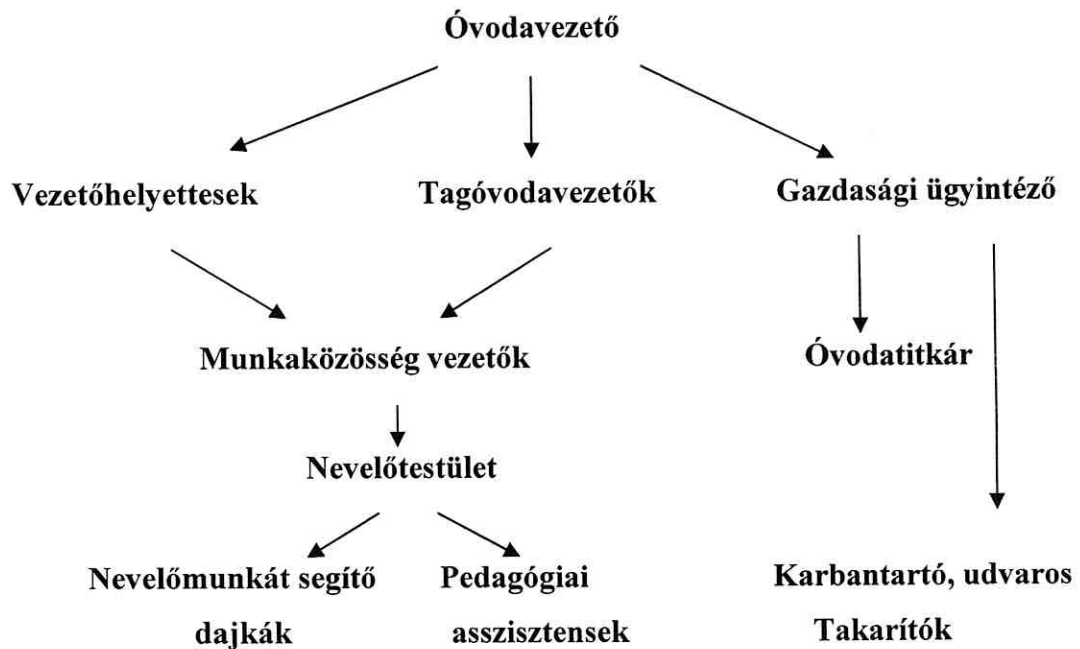 Óvodavezető
Vezetőhelyettesek Tagóvodavezetők Gazdasági ügyintéző
Munkaközösség vezetők Óvodatitkár
Nevelőtestület
Nevelőmunkát segítő Pedagógiai Karbantartó, udvaros
dajkák asszisztensek Takarítók